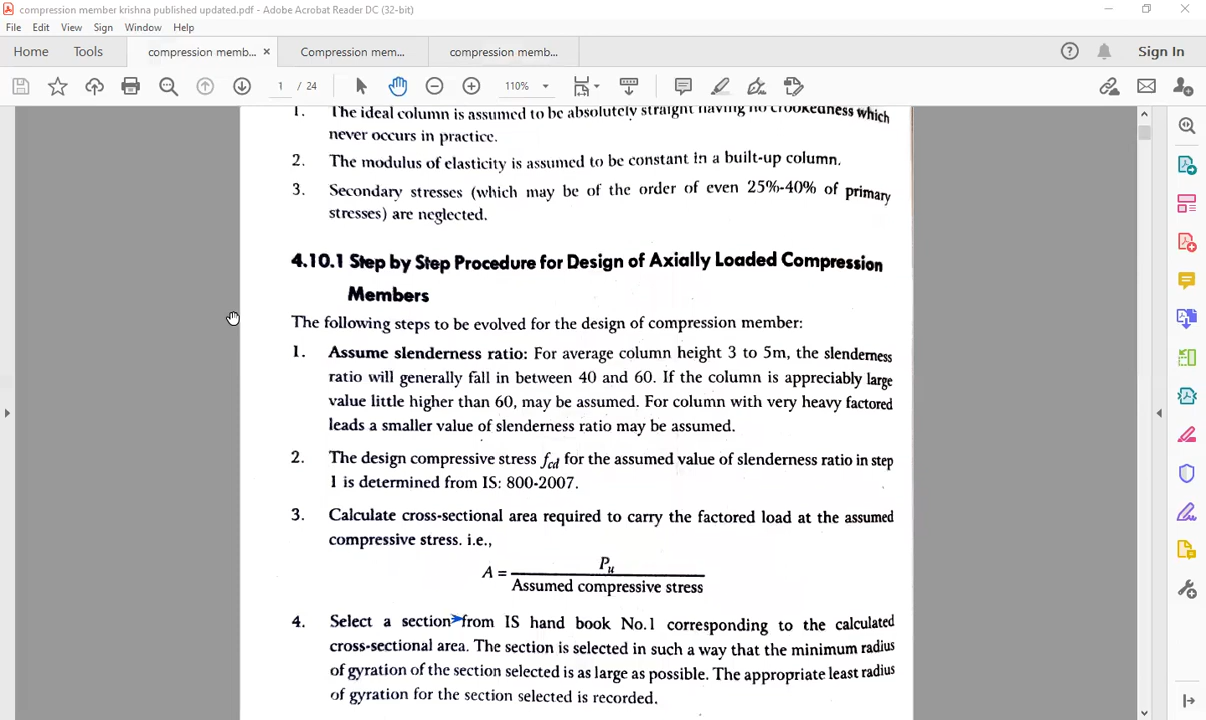 compression member krishna published updated.pdf - Adobe Acrobat Reader DC (32-bit)
File Edit View Sign Window Help
Home Tools compression memb... × Compression mem... compression memb... Sign In
1 / 24 110%
1. The ideal column is assumed to be absolutely straight having no crookedness which
never occurs in practice.
2. The modulus of elasticity is assumed to be constant in a built-up column.
3. Secondary stresses (which may be of the order of even 25%-40% of primary
stresses) are neglected.
4.10.1 Step by Step Procedure for Design of Axially Loaded Compression
Members
The following steps to be evolved for the design of compression member:
1. Assume slenderness ratio: For average column height 3 to 5m, the slenderness
ratio will generally fall in between 40 and 60. If the column is appreciably large
value little higher than 60, may be assumed. For column with very heavy factored
leads a smaller value of slenderness ratio may be assumed.
2. The design compressive stress fcd for the assumed value of slenderness ratio in step
1 is determined from IS: 800-2007.
3. Calculate cross-sectional area required to carry the factored load at the assumed
compressive stress. i.e.,
A = Pu
Assumed compressive stress
4. Select a section from IS hand book No.1 corresponding to the calculated
cross-sectional area. The section is selected in such a way that the minimum radius
of gyration of the section selected is as large as possible. The appropriate least radius
of gyration for the section selected is recorded.